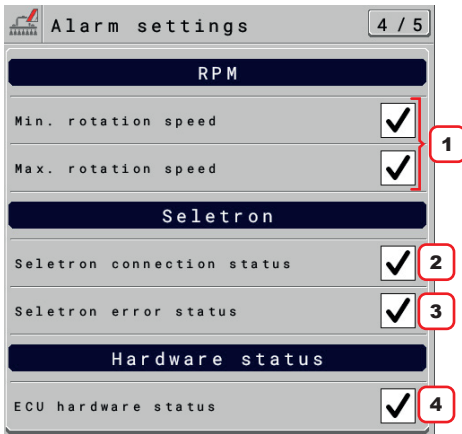 Alarm settings 4 / 5
RPM
Min. rotation speed
1
Max. rotation speed
Seletron
Seletron connection status 2
Seletron error status 3
Hardware status
ECU hardware status 4